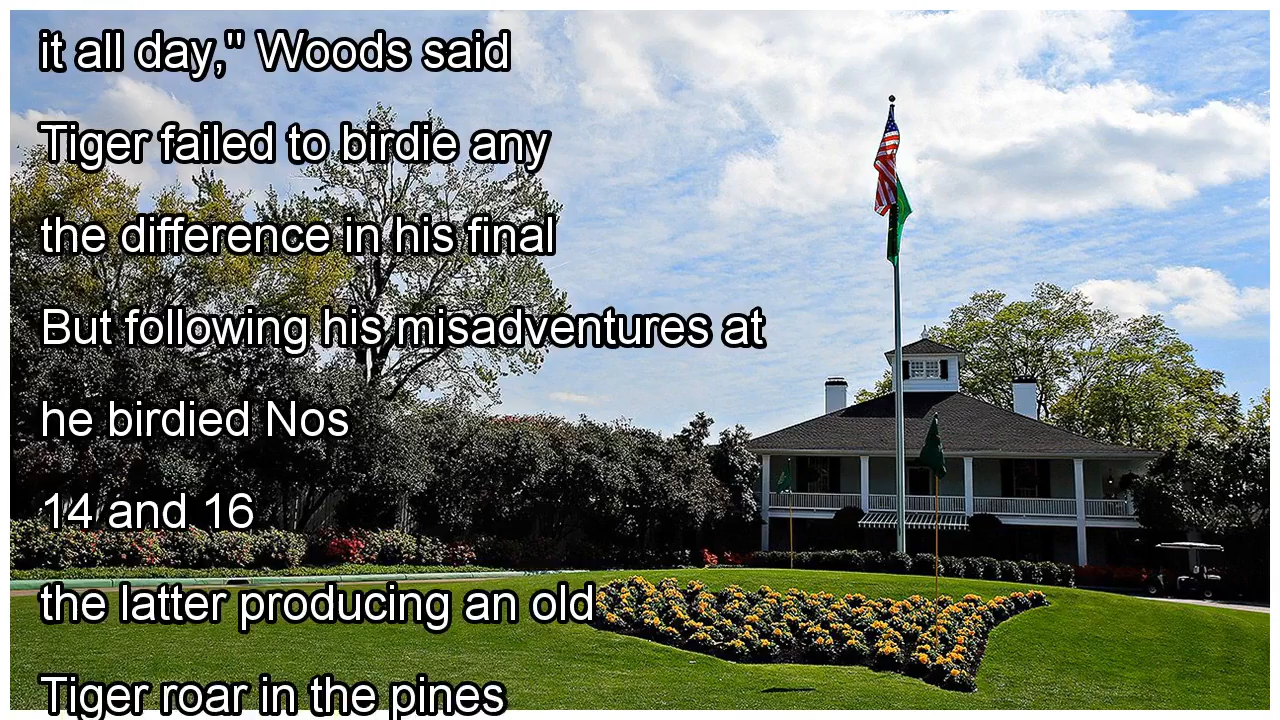 it all day," Woods said
Tiger failed to birdie any
the difference in his final
But following his misadventures at
he birdied Nos
14 and 16
the latter producing an old
Tiger roar in the pines